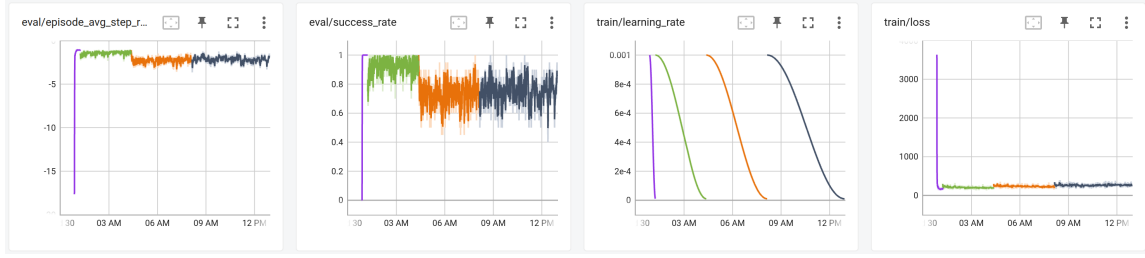 eval/episode_avg_step_r...
-5
-10
-15
30
03 AM
06 AM
09 AM
12 PM
eval/success_rate
1
0.8
0.6
0.4
0.2
0
30
03 AM
06 AM
09 AM
12 PM
train/learning_rate
0.001
8e-4
6e-4
4e-4
2e-4
0
30
03 AM
06 AM
09 AM
12 PM
train/loss
3000
2000
1000
0
30
03 AM
06 AM
09 AM
12 PM